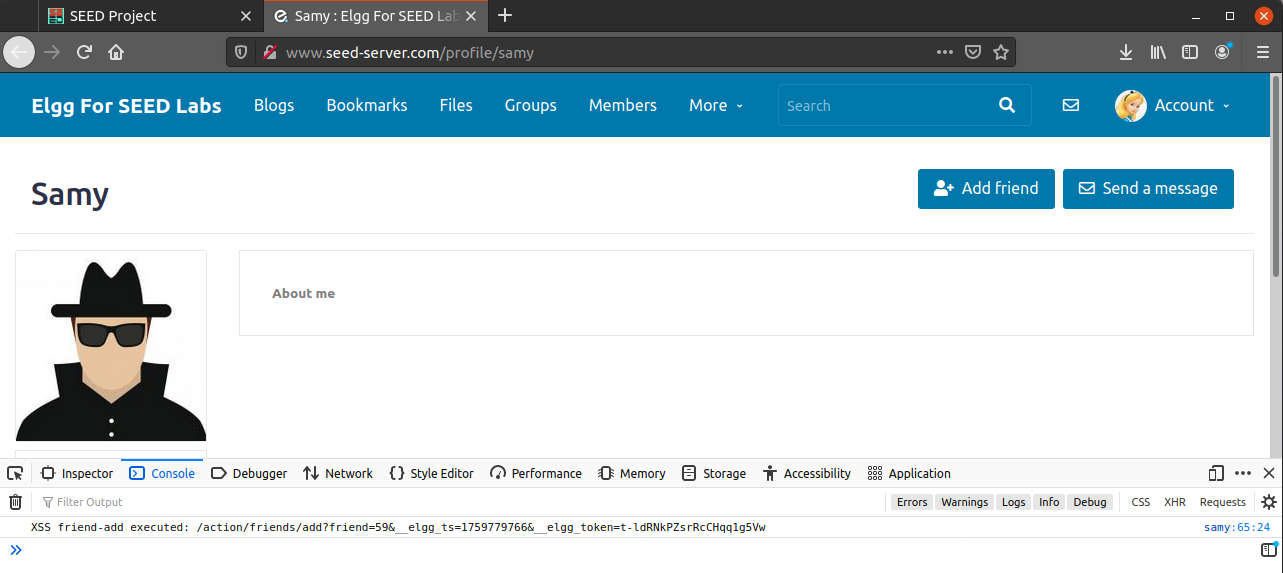 SEED Project
Samy : Elgg For SEED Lab
www.seed-server.com/profile/samy
Elgg For SEED Labs Blogs Bookmarks Files Groups Members More Search Account
Samy Add friend Send a message
About me
Inspector Console Debugger Network Style Editor Performance Memory Storage Accessibility Application
Filter Output Errors Warnings Logs Info Debug CSS XHR Requests
XSS friend-add executed: /action/friends/add?friend=59&__elgg_ts=1759779766&__elgg_token=t-ldRNkPZsrRcCHqq1g5Vw samy:65:24